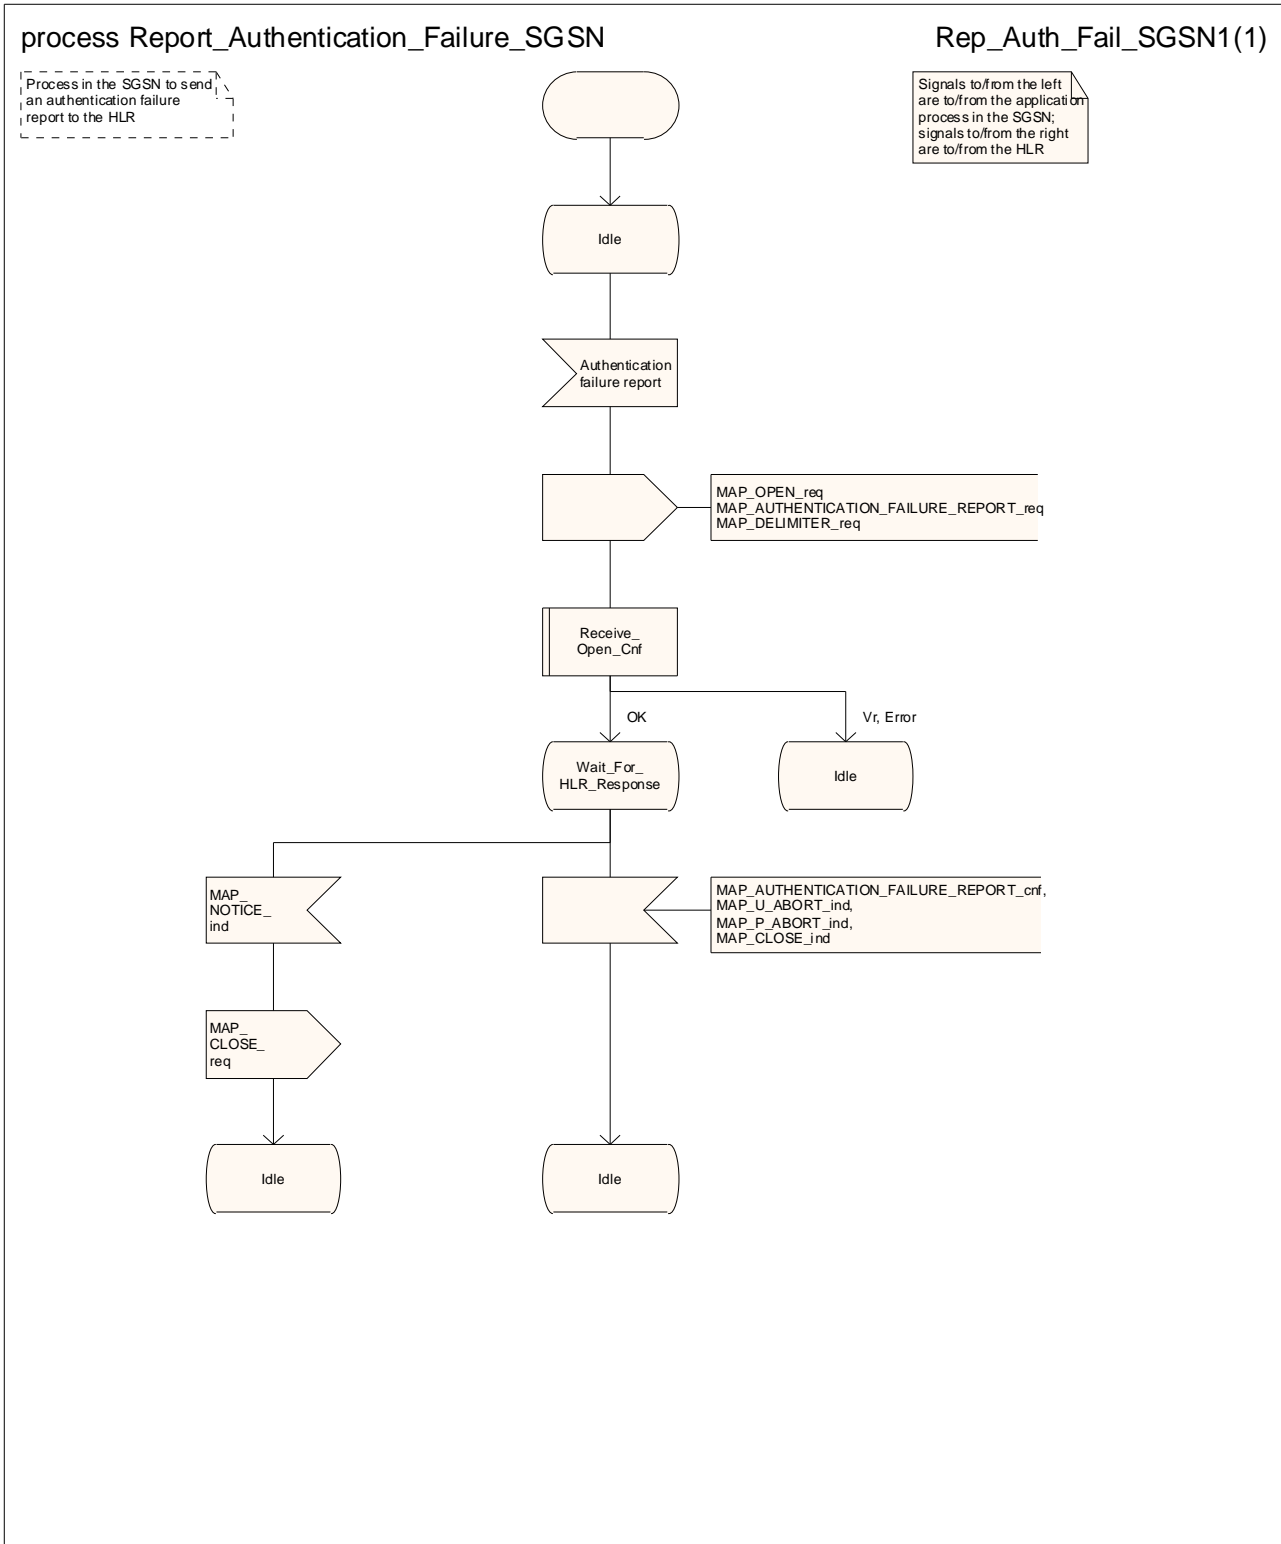 process Report_Authentication_Failure_SGSN
Rep_Auth_Fail_SGSN1(1)
Process in the SGSN to send
an authentication failure
report to the HLR
Signals to/from the left
are to/from the application
process in the SGSN;
signals to/from the right
are to/from the HLR
Idle
Authentication
failure report
MAP_OPEN_req
MAP_AUTHENTICATION_FAILURE_REPORT_req
MAP_DELIMITER_req
Receive_
Open_Cnf
OK
Vr, Error
Wait_For_
HLR_Response
Idle
MAP_
NOTICE_
ind
MAP_AUTHENTICATION_FAILURE_REPORT_cnf,
MAP_U_ABORT_ind,
MAP_P_ABORT_ind,
MAP_CLOSE_ind
MAP_
CLOSE_
req
Idle
Idle